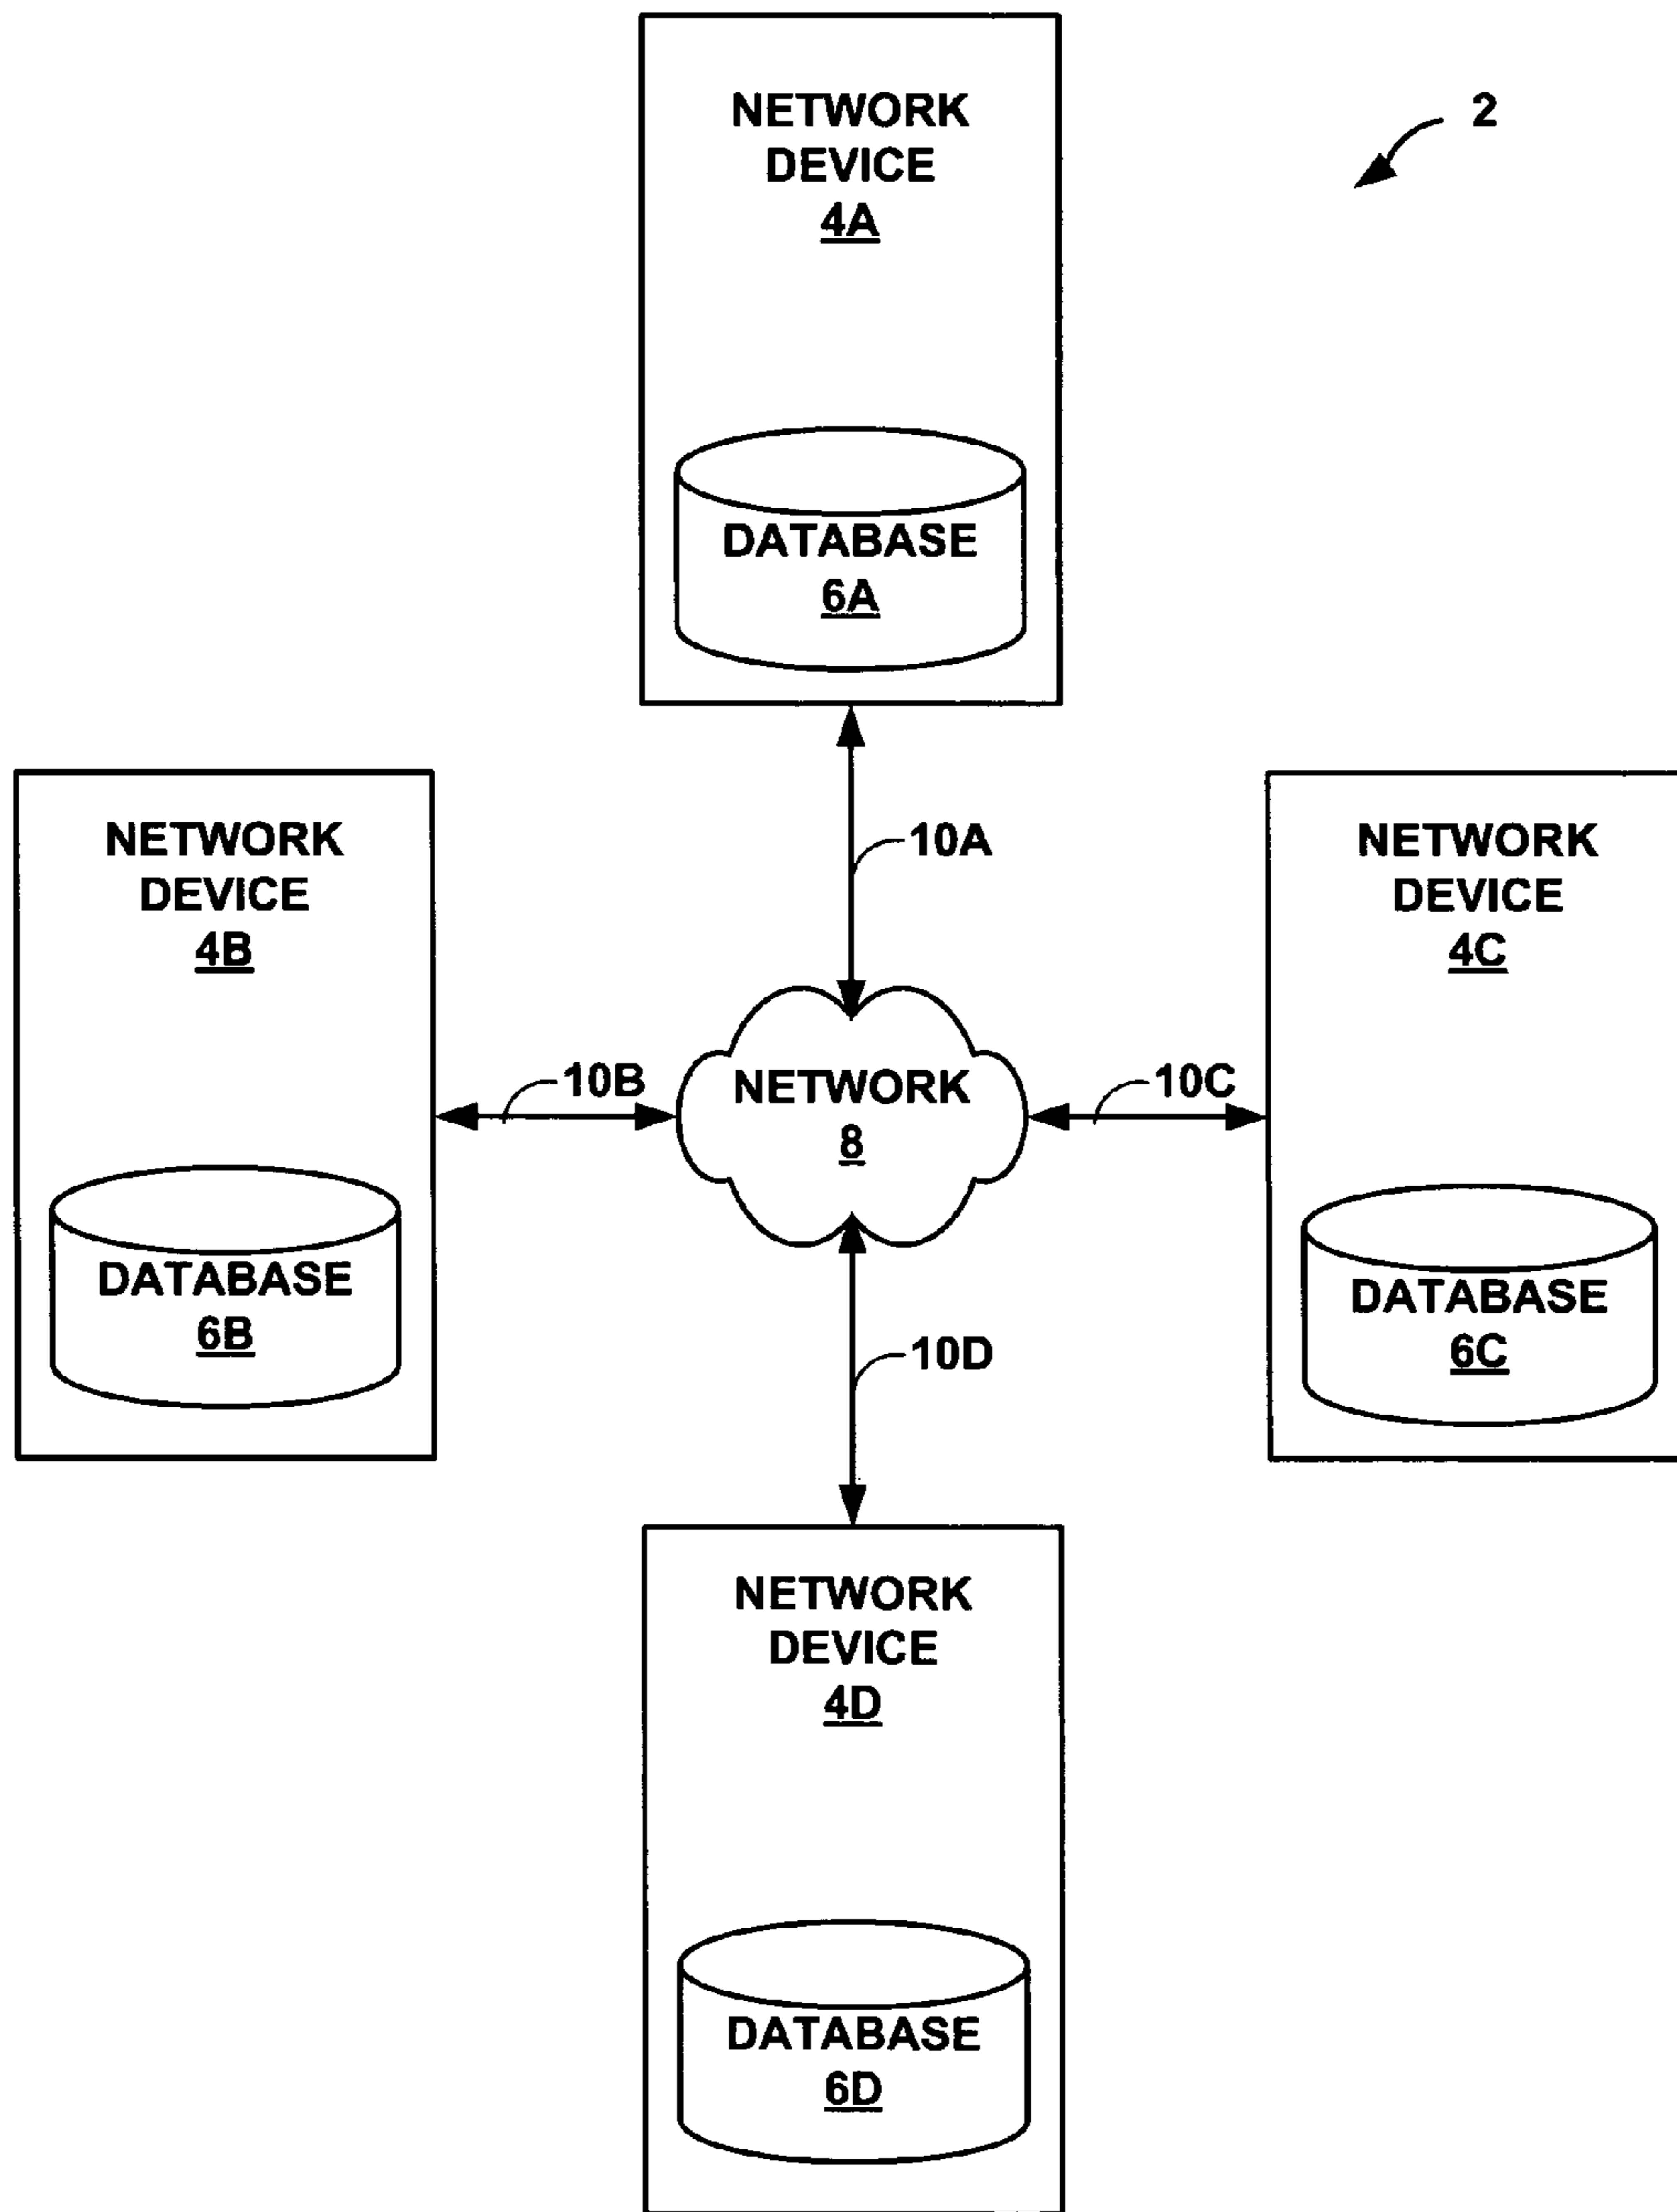 NETWORK
DEVICE
4A
2
DATABASE
6A
10A
NETWORK
DEVICE
4B
NETWORK
DEVICE
4C
10B
NETWORK
8
10C
DATABASE
6B
DATABASE
6C
10D
NETWORK
DEVICE
4D
DATABASE
6D